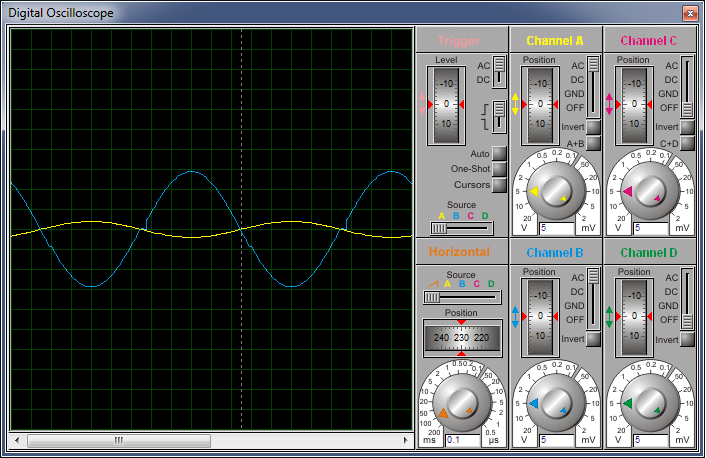 Digital Oscilloscope
Trigger
Level
AC
DC
-10
0
10
Auto
One-Shot
Cursors
Source
A B C D
Channel A
Position
AC
DC
GND
OFF
-10
0
10
Invert
A+B
0.2 0.1
0.5 50
1 20
2 10
5 5
10 2
20
V 5 mV
Channel C
Position
AC
DC
GND
OFF
-10
0
10
Invert
C+D
0.2 0.1
0.5 50
1 20
2 10
5 5
10 2
20
V 5 mV
Horizontal
Source
A B C D
Position
240 230 220
0.5 0.2 0.1
1 50
2 20
5 10
10 5
20 2
50 1
100 0.5
200
ms 0.1 µs
Channel B
Position
AC
DC
GND
OFF
-10
0
10
Invert
0.2 0.1
0.5 50
1 20
2 10
5 5
10 2
20
V 5 mV
Channel D
Position
AC
DC
GND
OFF
-10
0
10
Invert
0.2 0.1
0.5 50
1 20
2 10
5 5
10 2
20
V 5 mV